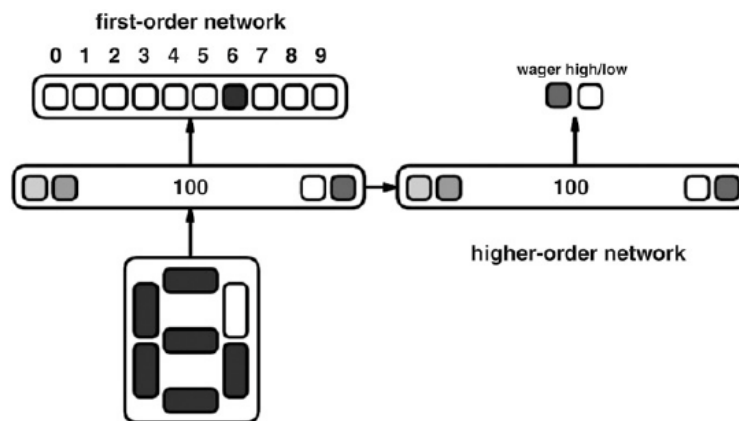 first-order network
0 1 2 3 4 5 6 7 8 9
wager high/low
100
100
higher-order network